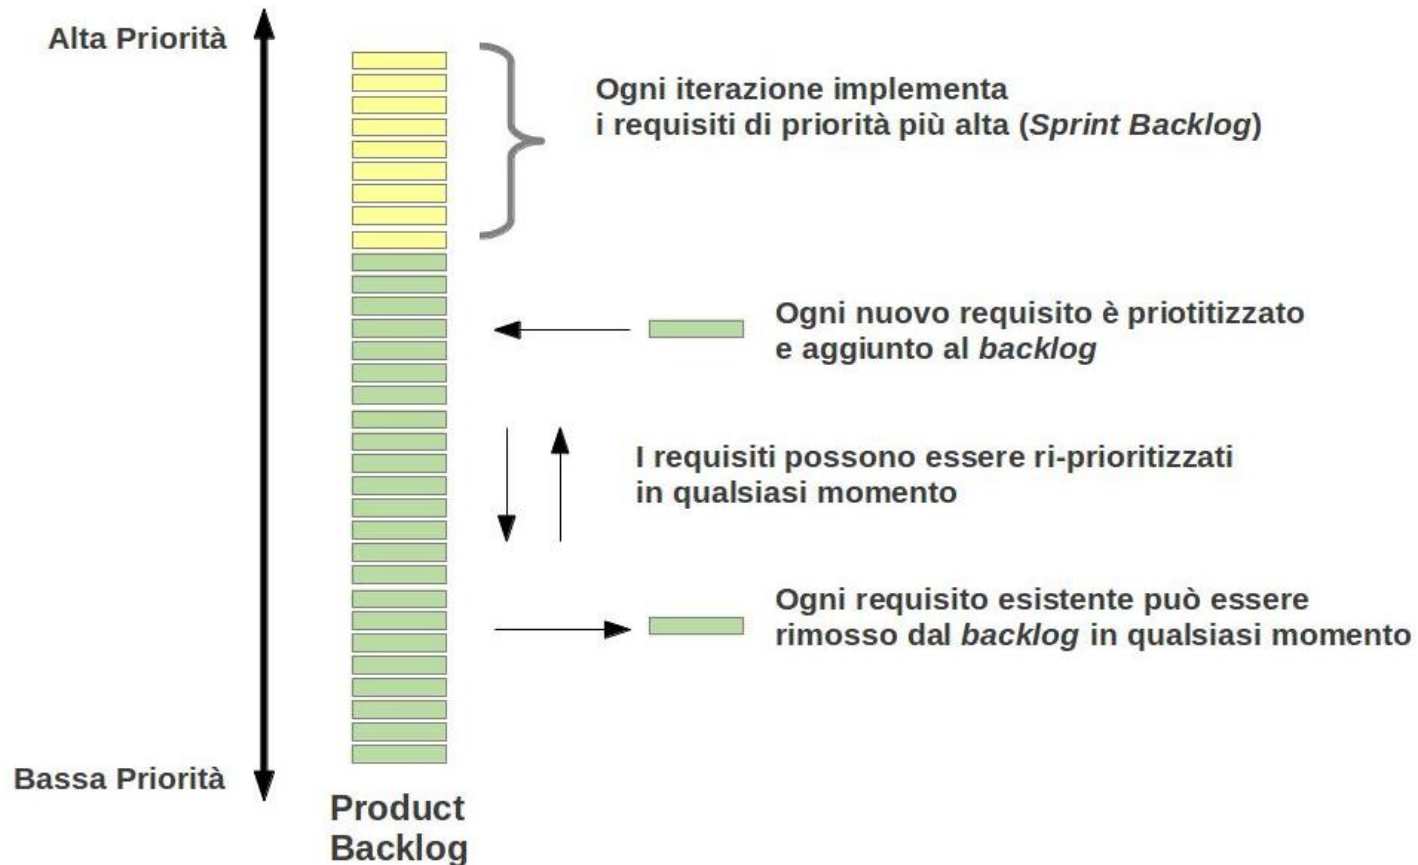 Alta Priorità
Ogni iterazione implementa
i requisiti di priorità più alta (Sprint Backlog)
Ogni nuovo requisito è priotitizzato
e aggiunto al backlog
I requisiti possono essere ri-prioritizzati
in qualsiasi momento
Ogni requisito esistente può essere
rimosso dal backlog in qualsiasi momento
Bassa Priorità
Product
Backlog